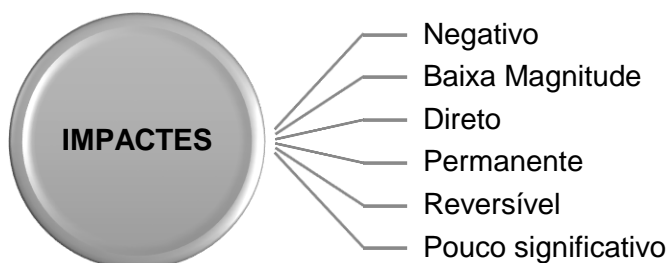 IMPACTES
Negativo
Baixa Magnitude
Direto
Permanente
Reversível
Pouco significativo